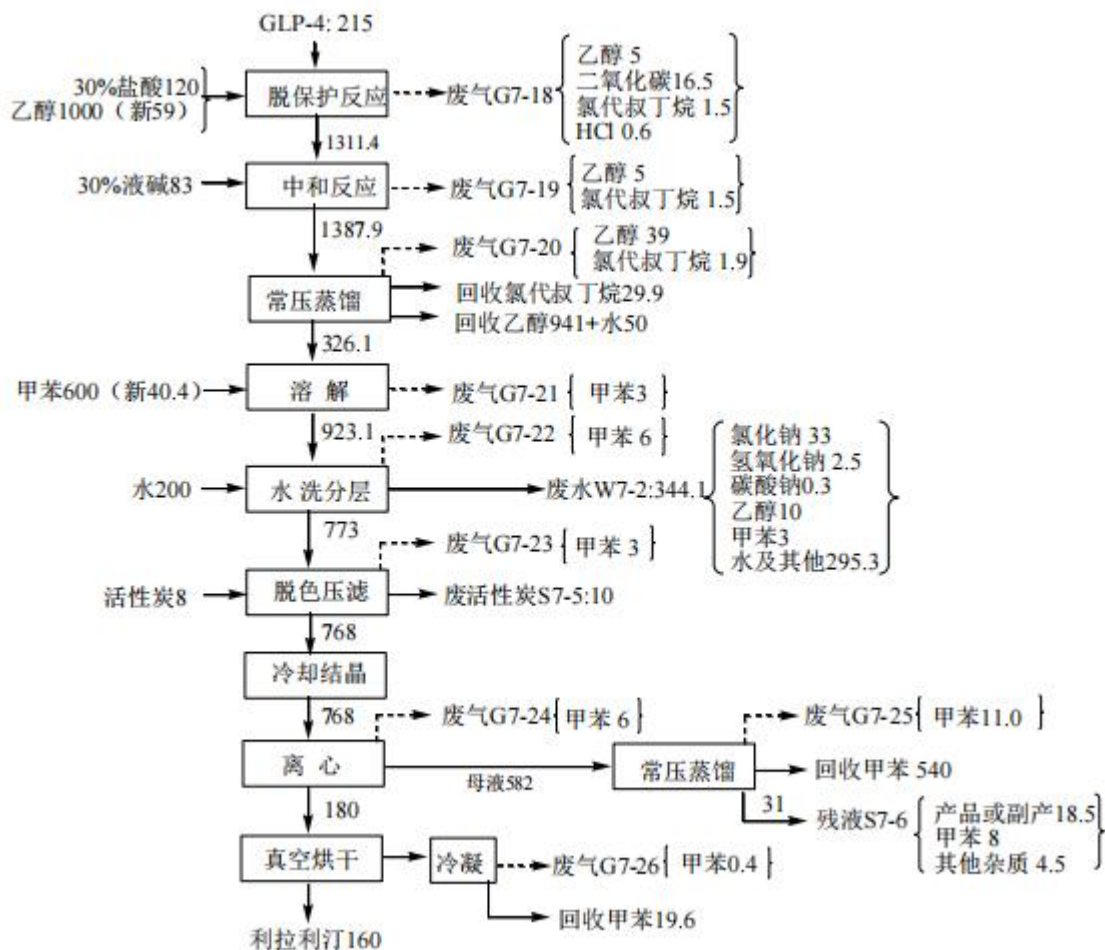 GLP-4: 215
30%盐酸120
乙醇1000（新59）
脱保护反应
废气G7-18
乙醇 5
二氧化碳16.5
氯代叔丁烷 1.5
HCl 0.6
1311.4
30%液碱83
中和反应
废气G7-19
乙醇 5
氯代叔丁烷 1.5
1387.9
废气G7-20
乙醇 39
氯代叔丁烷 1.9
常压蒸馏
回收氯代叔丁烷29.9
回收乙醇941+水50
326.1
甲苯600（新40.4）
溶 解
废气G7-21
甲苯3
923.1
废气G7-22
甲苯 6
水200
水 洗分层
废水W7-2:344.1
氯化钠 33
氢氧化钠 2.5
碳酸钠0.3
乙醇10
甲苯3
水及其他295.3
773
废气G7-23
甲苯 3
活性炭8
脱色压滤
废活性炭S7-5:10
768
冷却结晶
768
废气G7-24
甲苯 6
废气G7-25
甲苯11.0
离 心
母液582
常压蒸馏
回收甲苯 540
180
31
残液S7-6
产品或副产18.5
甲苯 8
其他杂质 4.5
真空烘干
冷凝
废气G7-26
甲苯0.4
回收甲苯19.6
利拉利汀160